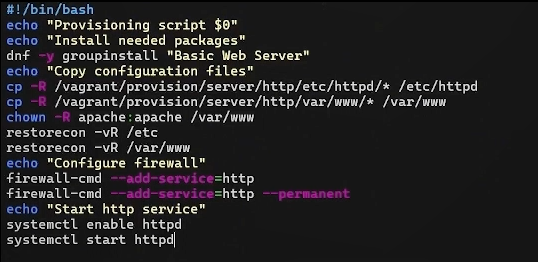 #!/bin/bash
echo "Provisioning script $0"
echo "Install needed packages"
dnf -y groupinstall "Basic Web Server"
echo "Copy configuration files"
cp -R /vagrant/provision/server/http/etc/httpd/* /etc/httpd
cp -R /vagrant/provision/server/http/var/www/* /var/www
chown -R apache:apache /var/www
restorecon -vR /etc
restorecon -vR /var/www
echo "Configure firewall"
firewall-cmd --add-service=http
firewall-cmd --add-service=http --permanent
echo "Start http service"
systemctl enable httpd
systemctl start httpd